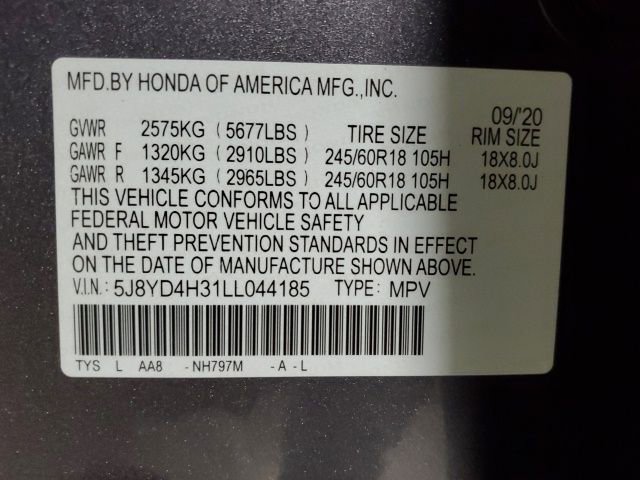 MFD.BY HONDA OF AMERICA MFG.,INC.
09/'20
GVWR 2575KG (5677LBS) TIRE SIZE RIM SIZE
GAWR F 1320KG (2910LBS) 245/60R18 105H 18X8.0J
GAWR R 1345KG (2965LBS) 245/60R18 105H 18X8.0J
THIS VEHICLE CONFORMS TO ALL APPLICABLE
FEDERAL MOTOR VEHICLE SAFETY
AND THEFT PREVENTION STANDARDS IN EFFECT
ON THE DATE OF MANUFACTURE SHOWN ABOVE.
V.I.N.: 5J8YD4H31LL044185 TYPE: MPV
TYS L AA8 - NH797M - A - L